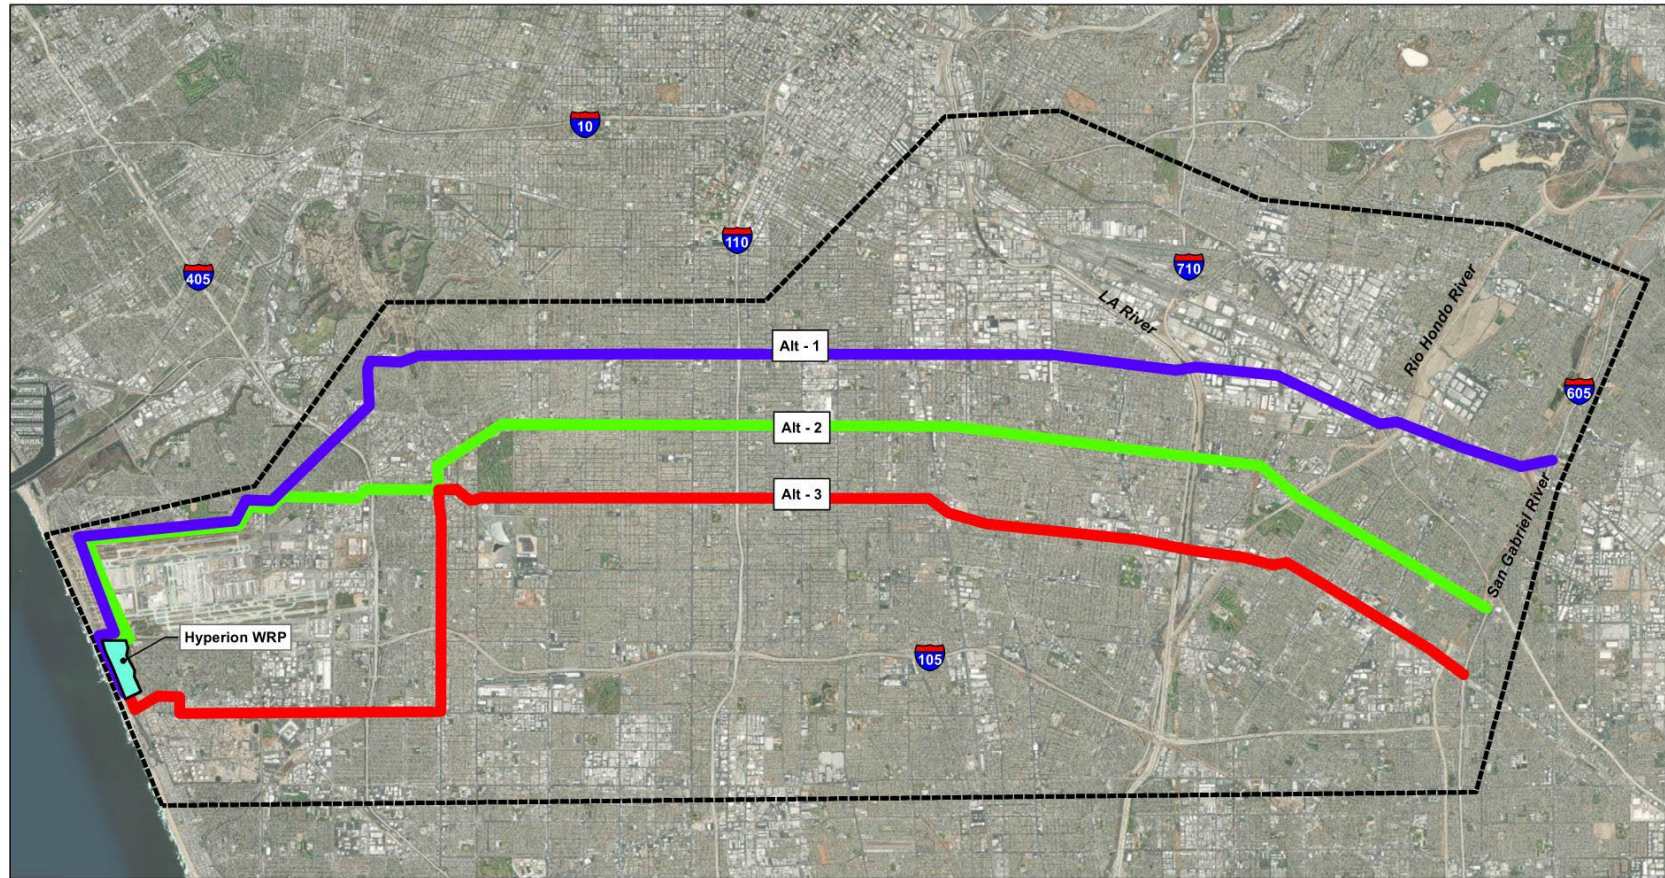 10
110
405
710
LA River
Rio Hondo River
Alt - 1
605
Alt - 2
Alt - 3
San Gabriel River
Hyperion WRP
105